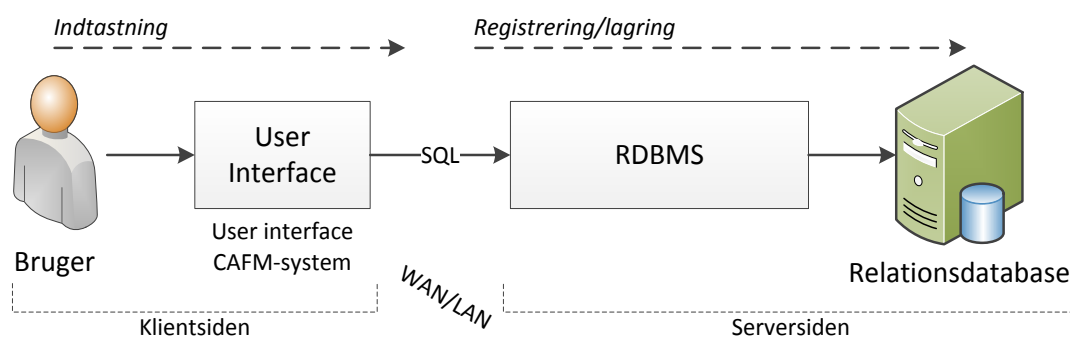 Indtastning
Registrering/lagring
User
Interface
SQL
RDBMS
User interface
CAFM-system
Bruger
Relationsdatabase
WAN/LAN
Klientsiden
Serversiden